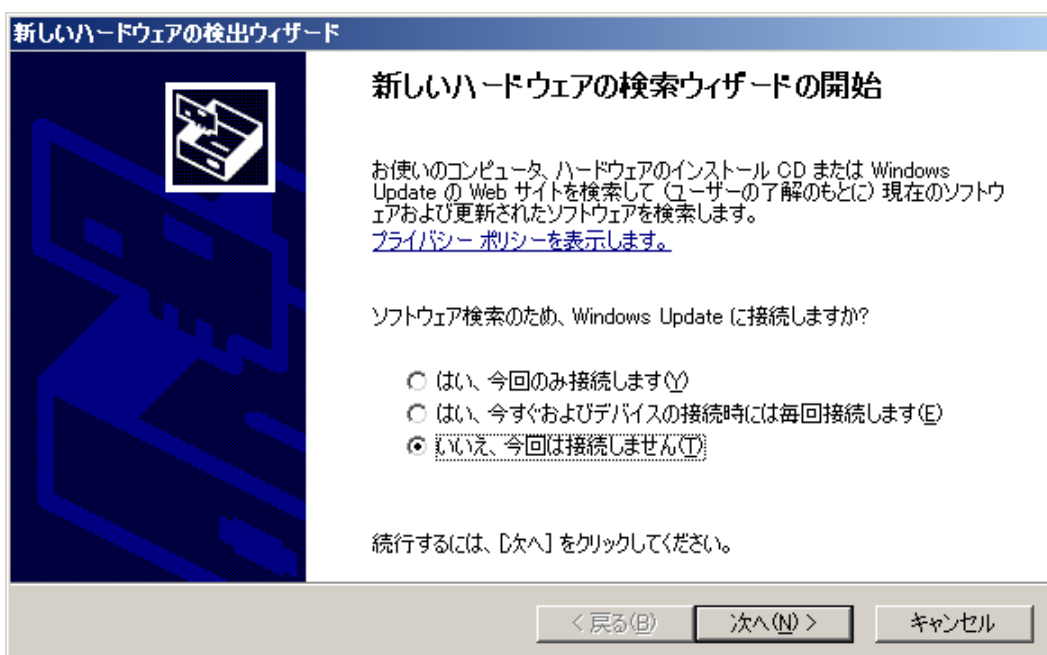 新しいハードウェアの検出ウィザード
新しいハードウェアの検索ウィザードの開始
お使いのコンピュータ、ハードウェアのインストール CD または Windows
Update の Web サイトを検索して (ユーザーの了解のもとに) 現在のソフトウ
ェアおよび更新されたソフトウェアを検索します。
プライバシー ポリシーを表示します。
ソフトウェア検索のため、Windows Update に接続しますか?
はい、今回のみ接続します(Y)
はい、今すぐおよびデバイスの接続時には毎回接続します(E)
いいえ、今回は接続しません(T)
続行するには、[次へ] をクリックしてください。
< 戻る(B) 次へ(N) > キャンセル